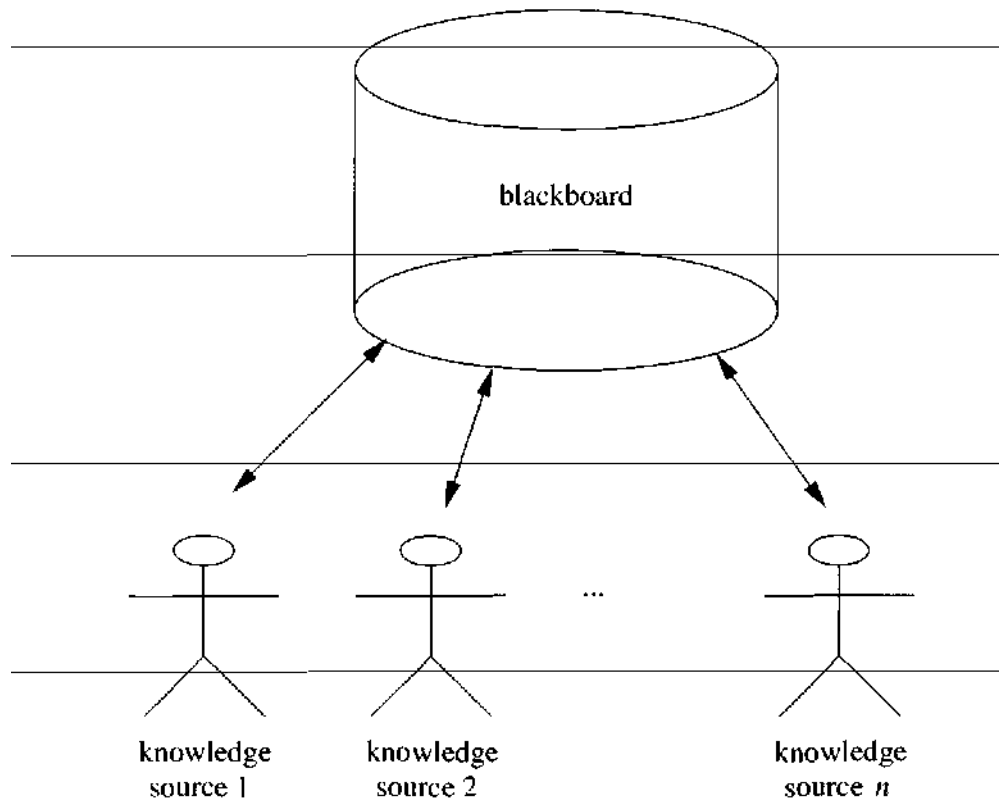 blackboard
...
knowledge
source 1
knowledge
source 2
knowledge
source n